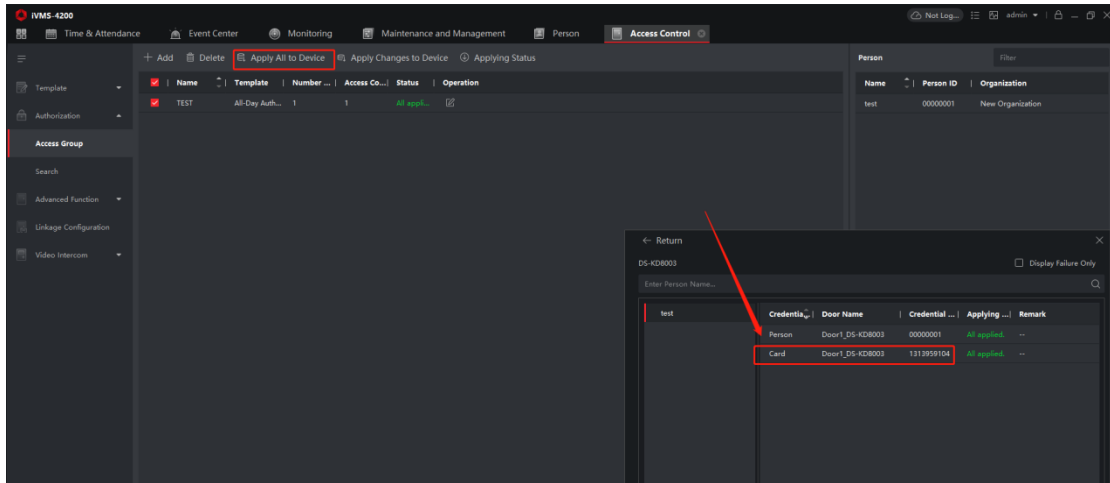 iVMS-4200
Not Log...
admin
Time & Attendance
Event Center
Monitoring
Maintenance and Management
Person
Access Control
Add
Delete
Apply All to Device
Apply Changes to Device
Applying Status
Person
Filter
Name | Template | Number ... | Access Co...| Status | Operation
TEST All-Day Auth... 1 1 All appli...
Name | Person ID | Organization
test 00000001 New Organization
Template
Authorization
Access Group
Search
Advanced Function
Linkage Configuration
Video Intercom
Return
DS-KD8003
Display Failure Only
Enter Person Name...
test
Credentia... | Door Name | Credential ... | Applying ...| Remark
Person Door1_DS-KD8003 00000001 All applied. --
Card Door1_DS-KD8003 1313959104 All applied. --